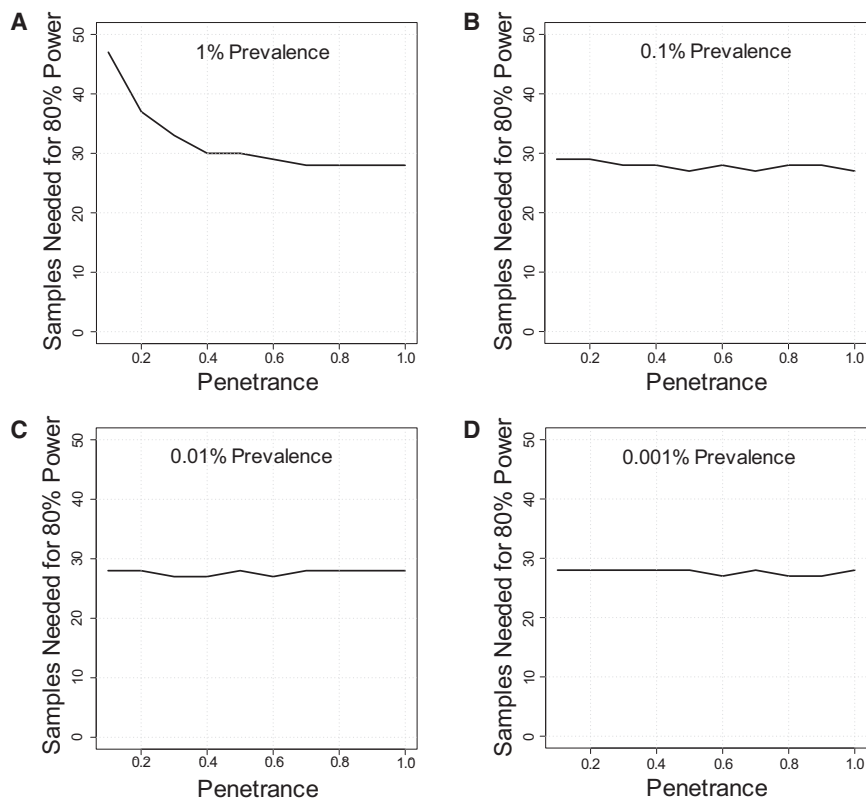 A
Samples Needed for 80% Power
1% Prevalence
50
40
30
20
10
0
0.2 0.4 0.6 0.8 1.0
Penetrance
B
Samples Needed for 80% Power
0.1% Prevalence
50
40
30
20
10
0
0.2 0.4 0.6 0.8 1.0
Penetrance
C
Samples Needed for 80% Power
0.01% Prevalence
50
40
30
20
10
0
0.2 0.4 0.6 0.8 1.0
Penetrance
D
Samples Needed for 80% Power
0.001% Prevalence
50
40
30
20
10
0
0.2 0.4 0.6 0.8 1.0
Penetrance